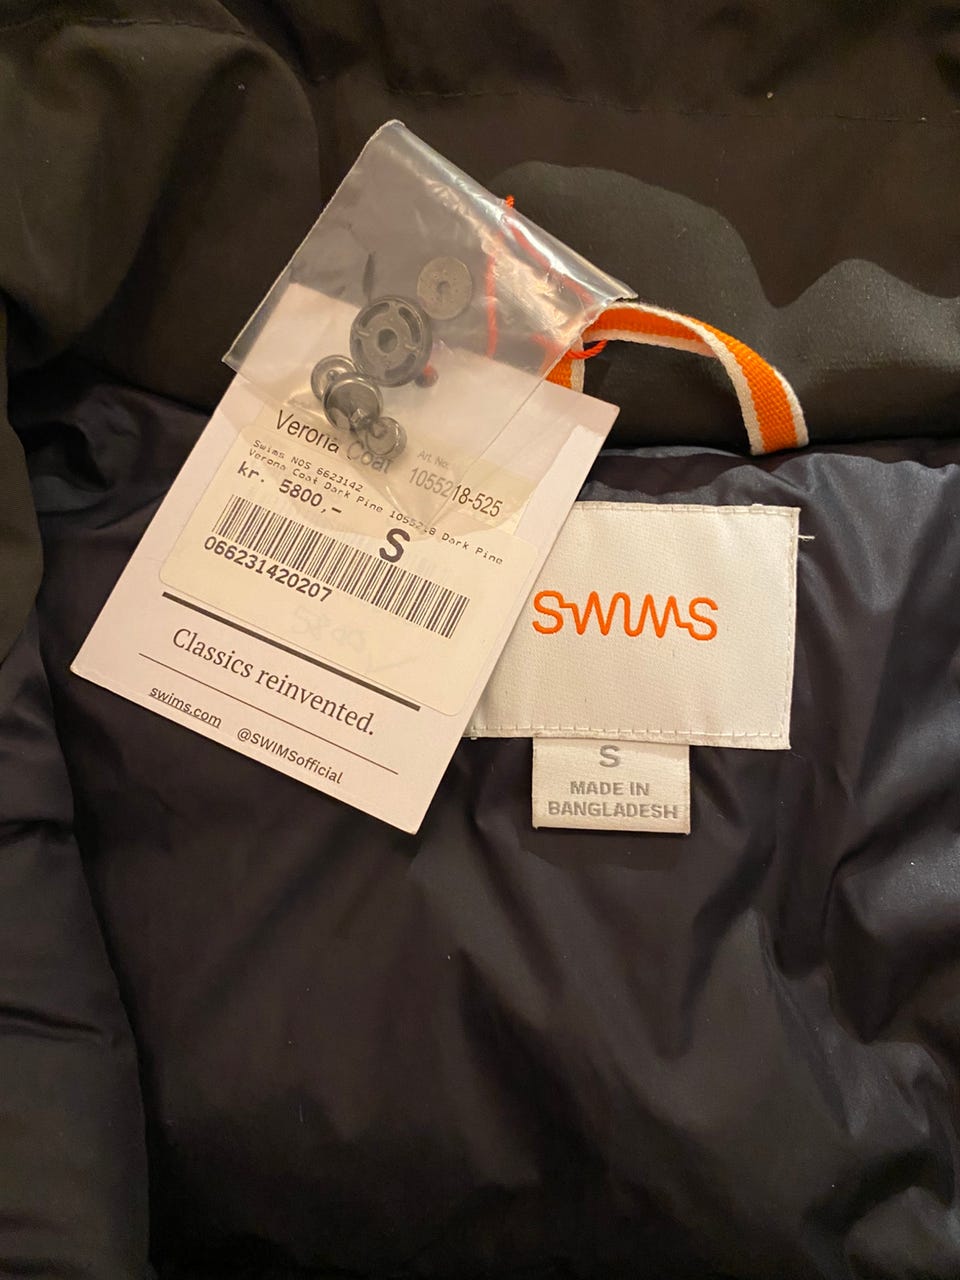 Verona Coat
Art. No:
1055218-525
Swims NOS 6623142
Verona Coat Dark Pine 1055218 Dark Pine
kr. 5800,-
S
066231420207
Classics reinvented.
swims.com
@SWIMSofficial
SWIMS
S
MADE IN
BANGLADESH